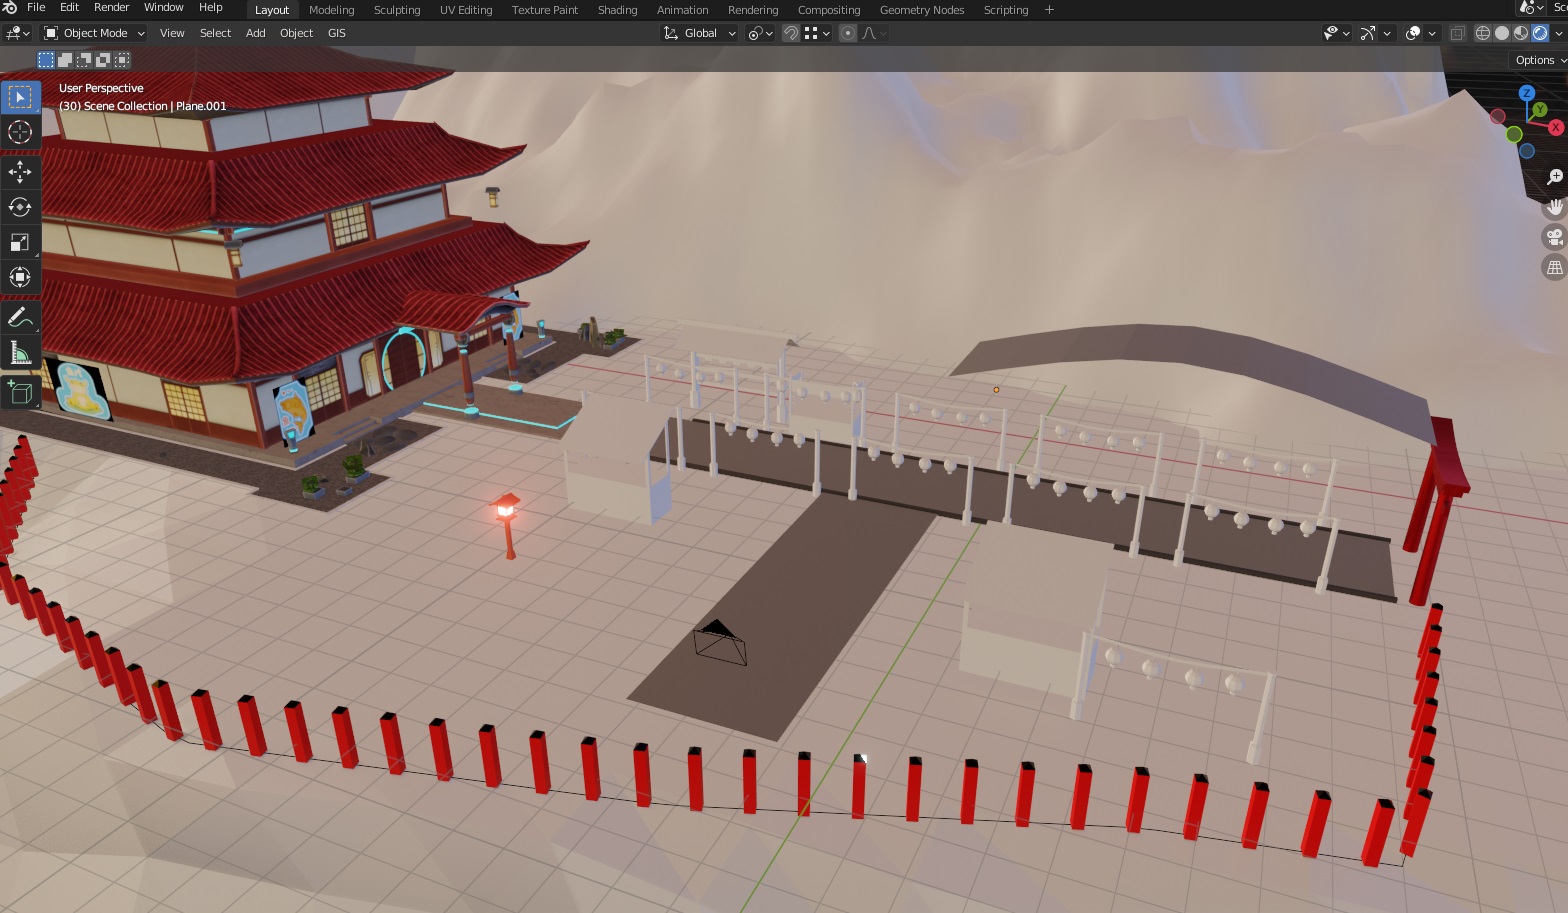 File Edit Render Window Help Layout Modeling Sculpting UV Editing Texture Paint Shading Animation Rendering Compositing Geometry Nodes Scripting +
Object Mode View Select Add Object GIS Global
Options
User Perspective
(30) Scene Collection | Plane.001
Z
Y
X